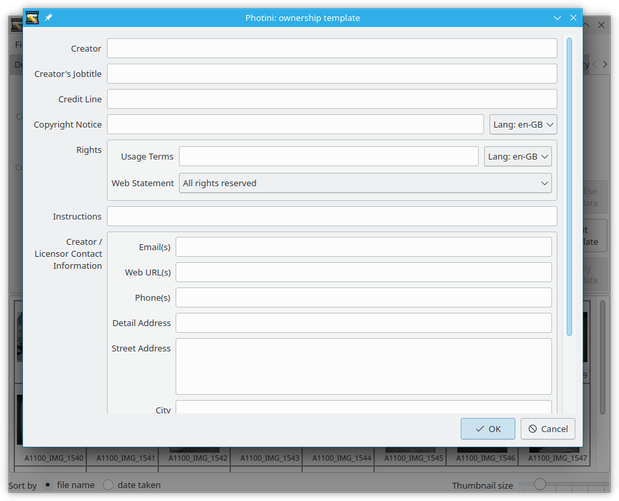 Photini: ownership template
Creator
Creator's Jobtitle
Credit Line
Copyright Notice
Lang: en-GB
Rights
Usage Terms
Lang: en-GB
Web Statement
All rights reserved
Instructions
Creator /
Licensor Contact
Information
Email(s)
Web URL(s)
Phone(s)
Detail Address
Street Address
City
OK
Cancel
A1100_IMG_1540 A1100_IMG_1541 A1100_IMG_1542 A1100_IMG_1543 A1100_IMG_1544 A1100_IMG_1545 A1100_IMG_1546 A1100_IMG_1547
Sort by file name date taken Thumbnail size